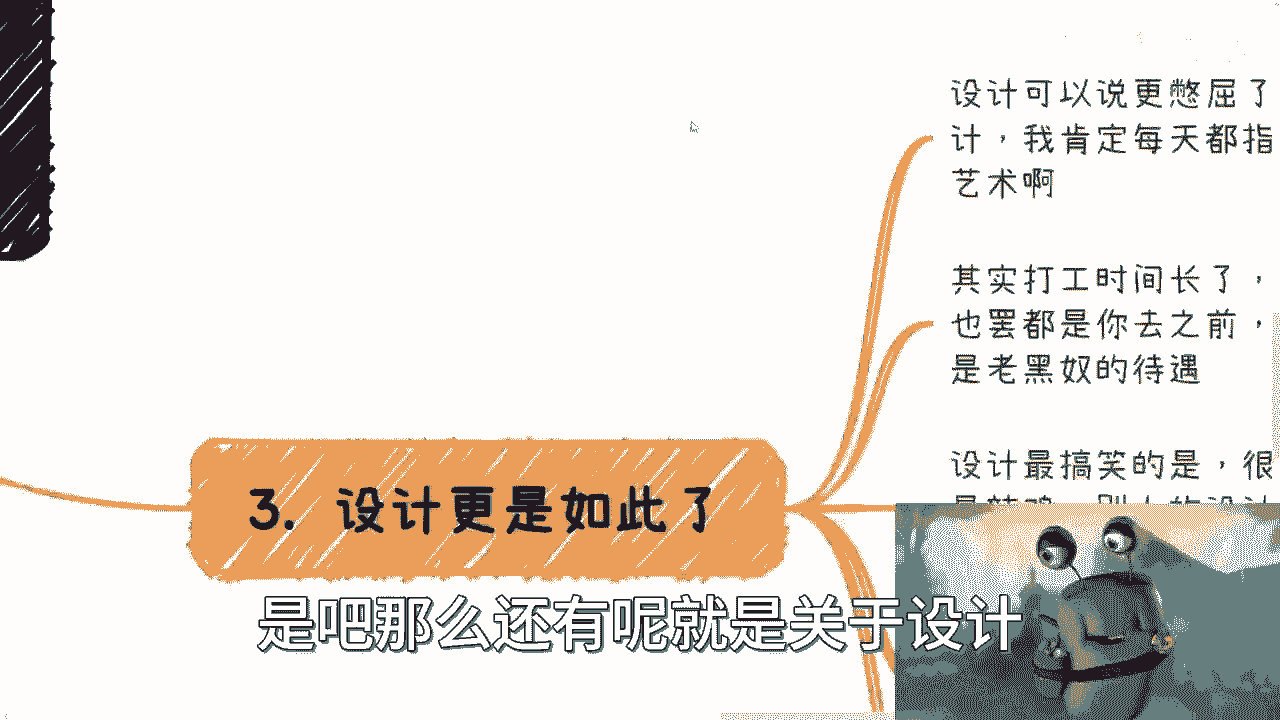 设计可以说更憋屈了
计，我肯定每天都指
艺术啊
其实打工时间长了，
也罢都是你去之前，
是老黑奴的待遇
设计最搞笑的是，很
3. 设计更是如此了
是吧那么还有呢就是关于设计